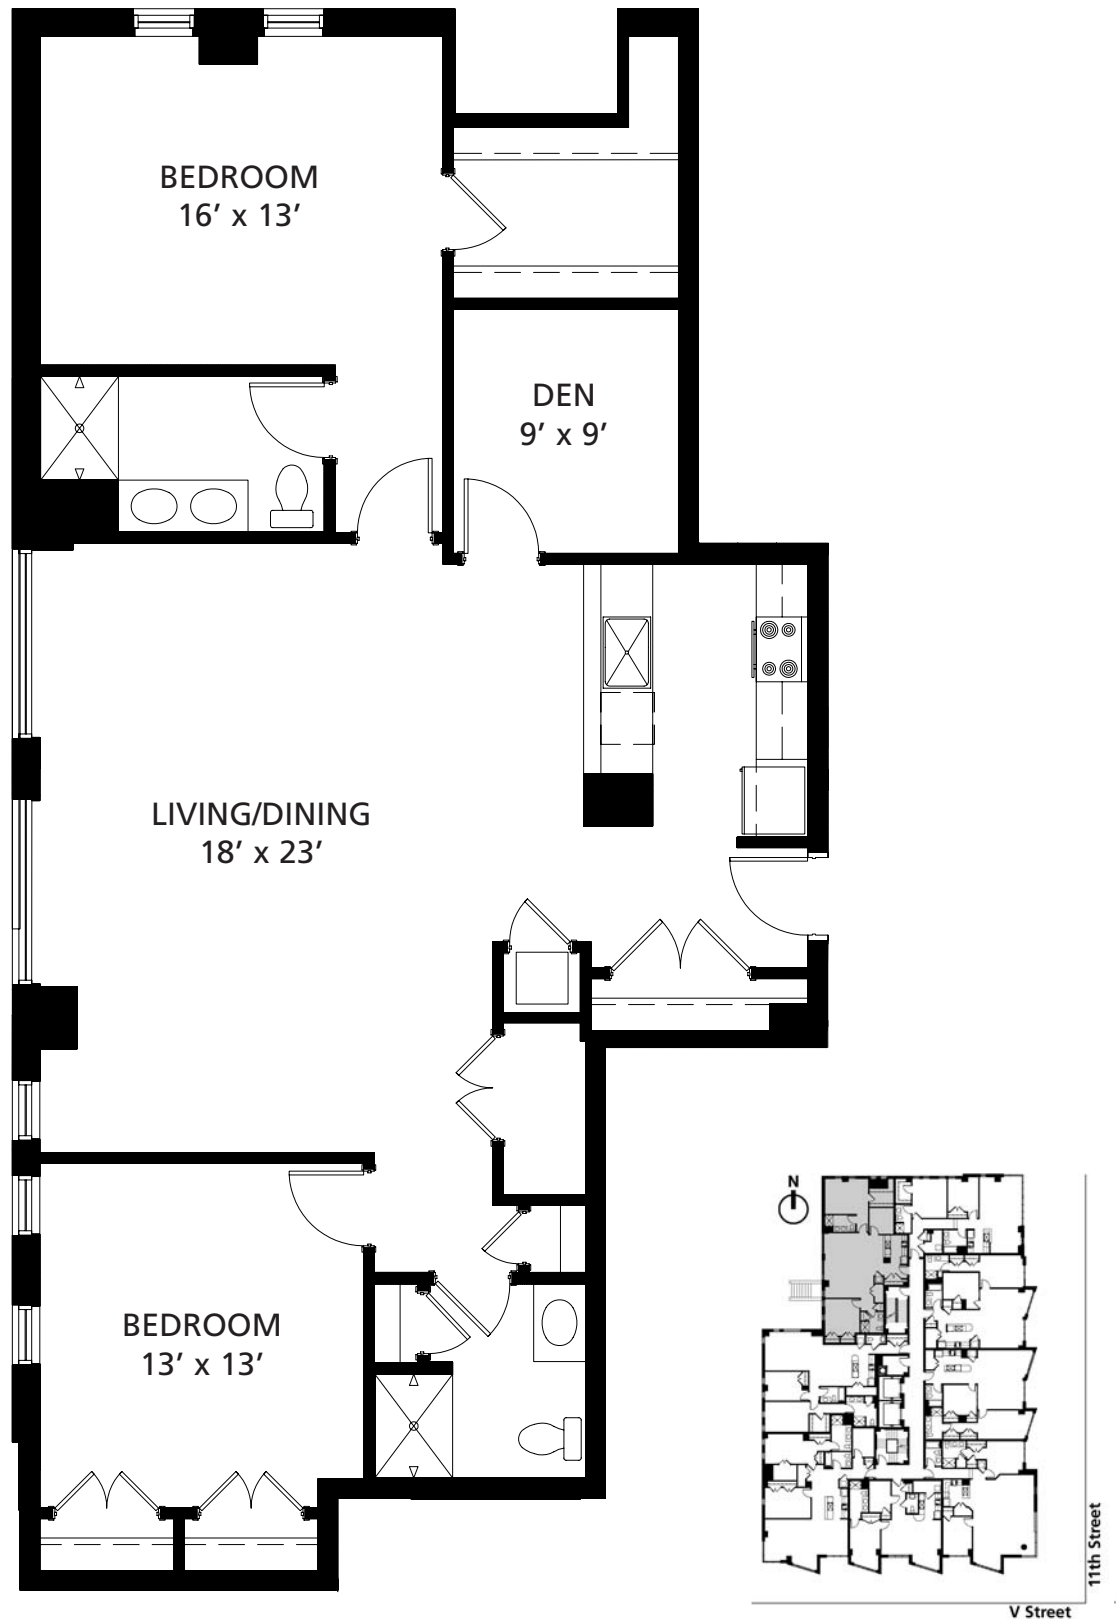 BEDROOM
16’ x 13’
DEN
9’ x 9’
LIVING/DINING
18’ x 23’
BEDROOM
13’ x 13’
N
11th Street
V Street